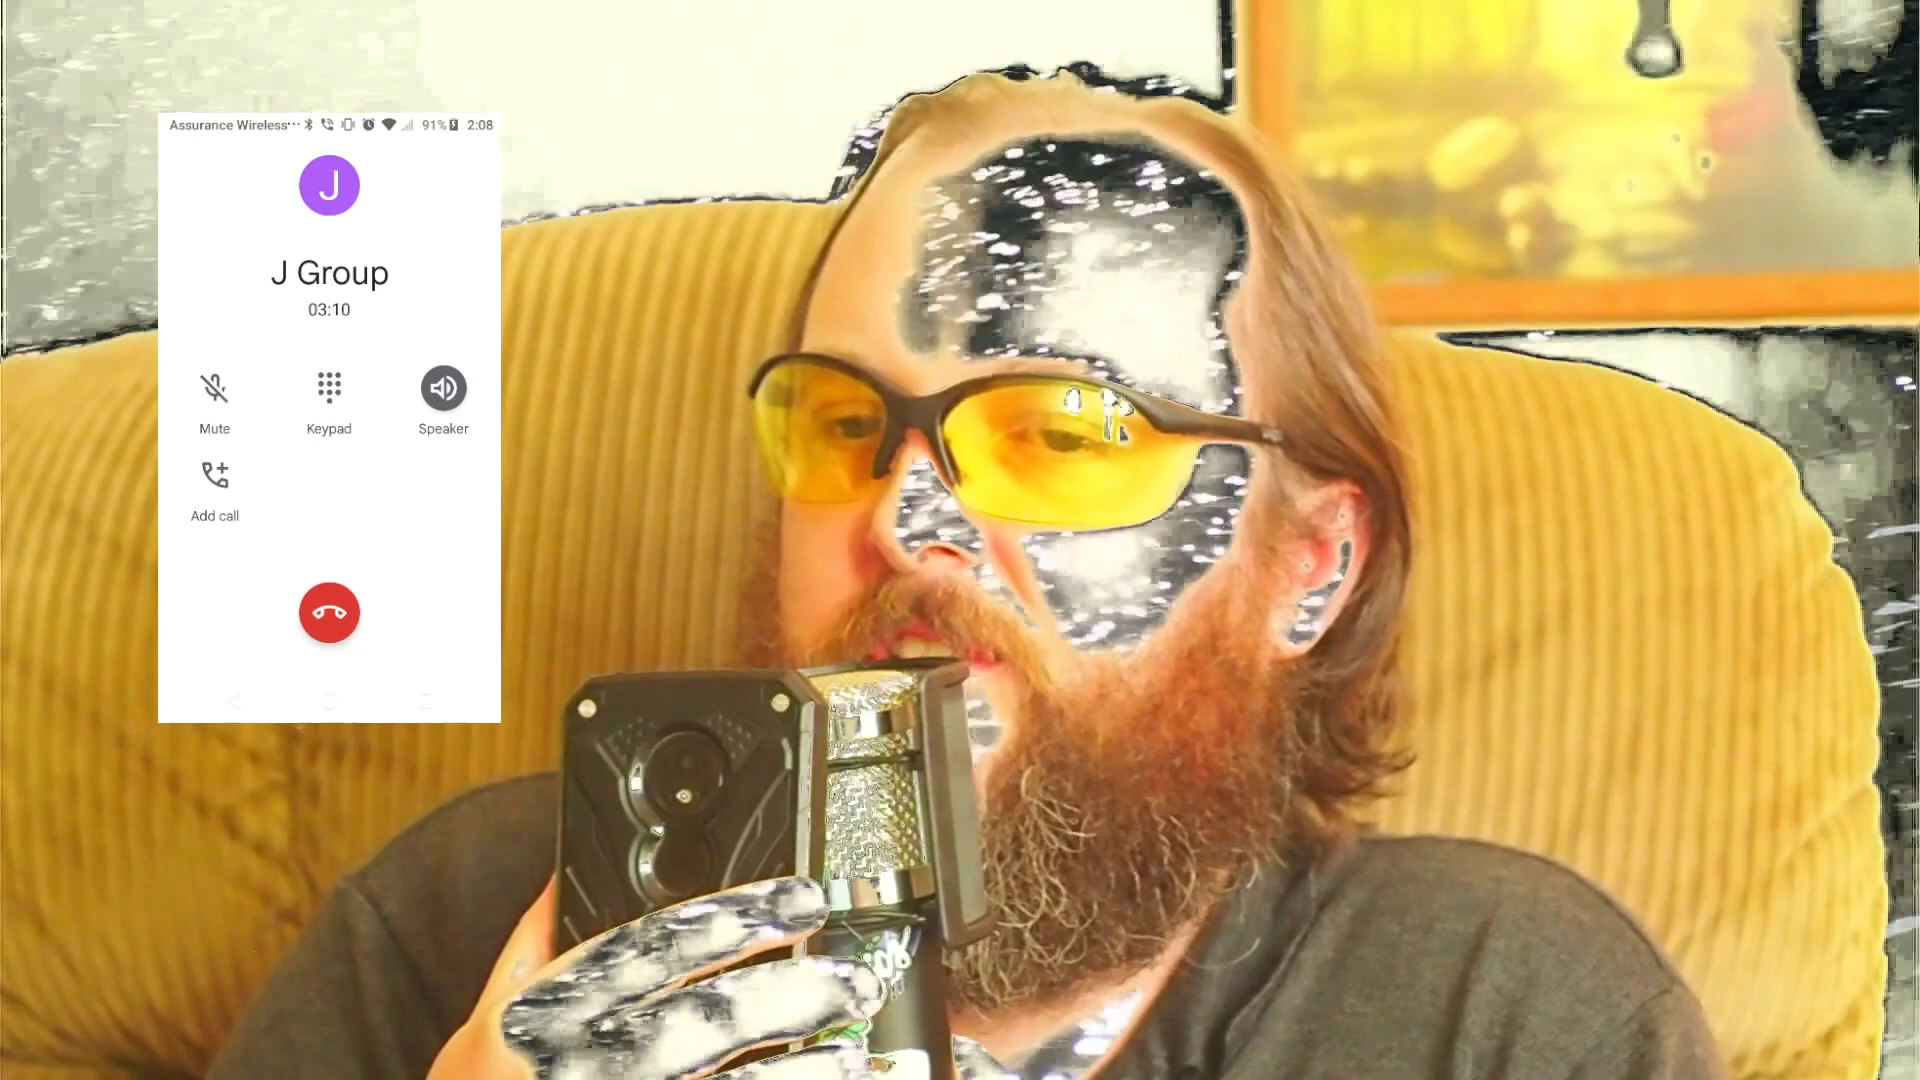 Assurance Wireless··· 91% 2:08
J
J Group
03:10
Mute Keypad Speaker
Add call